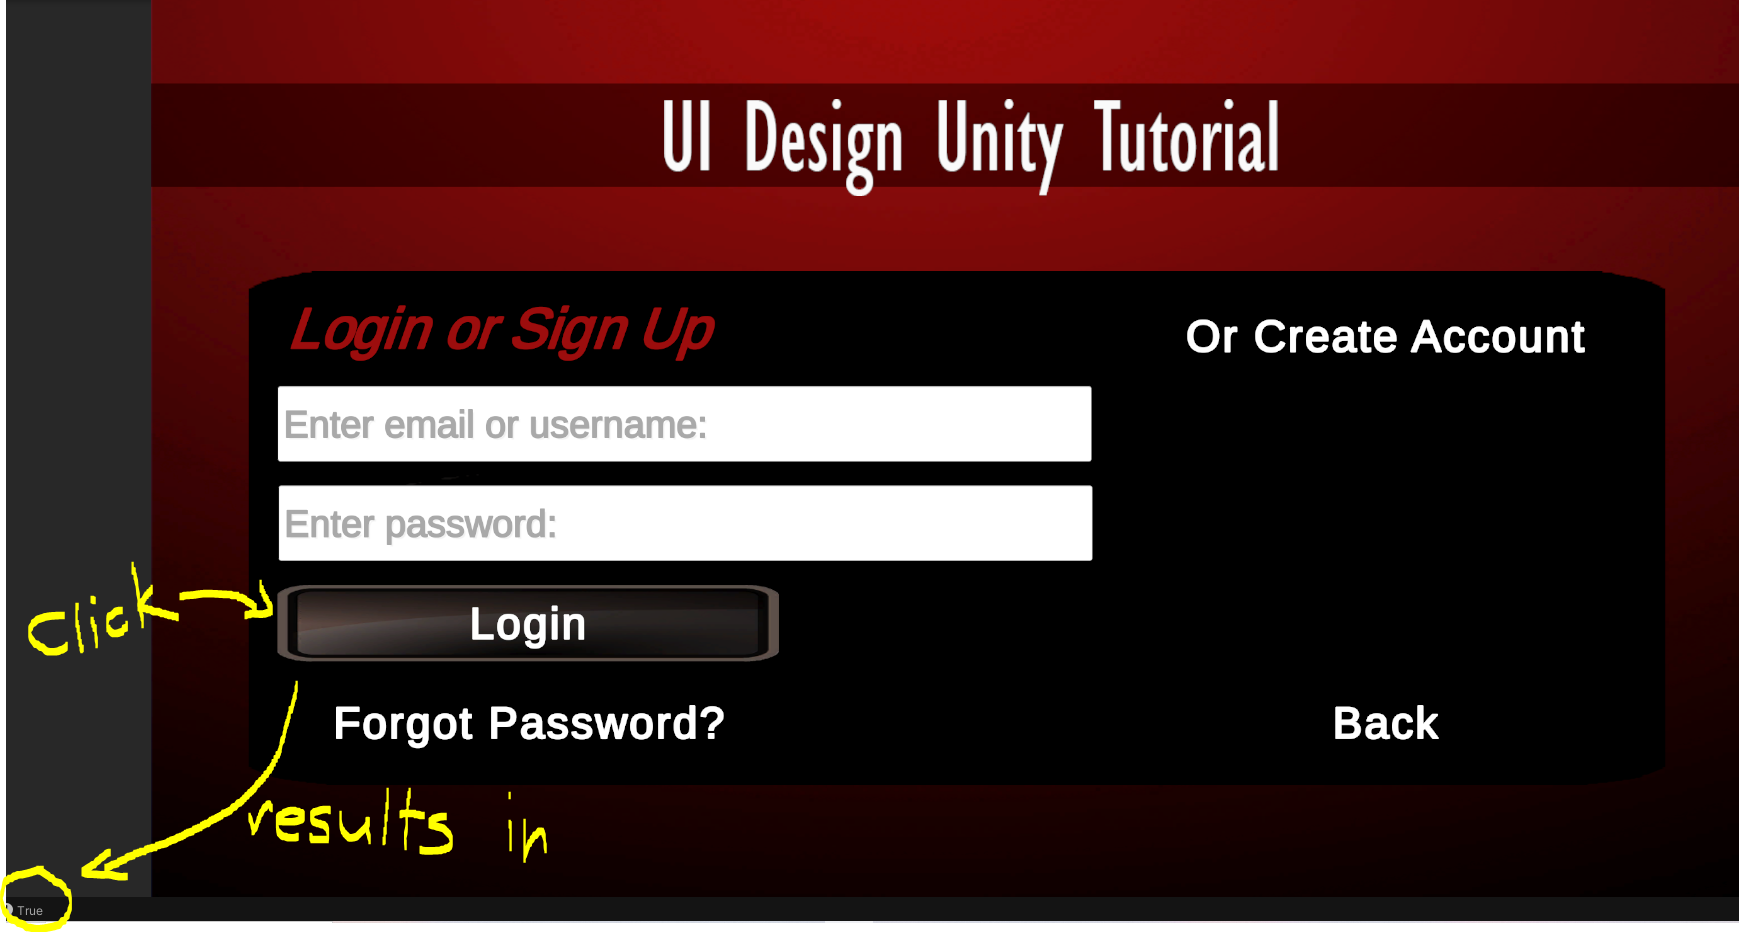 UI Design Unity Tutorial
Login or Sign Up
Or Create Account
Enter email or username:
Enter password:
Click
Login
Forgot Password?
Back
results in
True